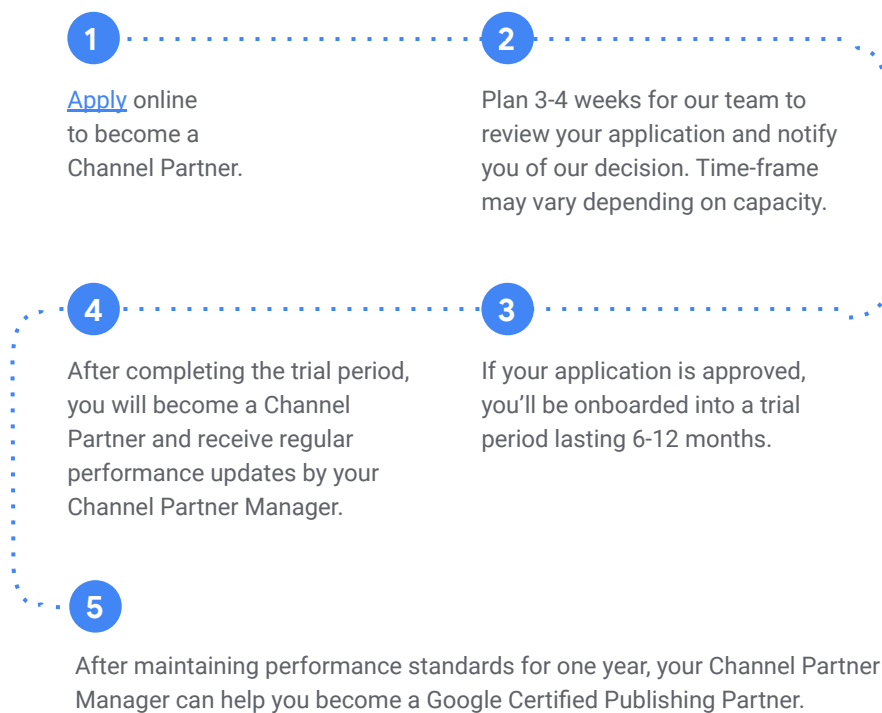 1
Apply online
to become a
Channel Partner.
2
Plan 3-4 weeks for our team to
review your application and notify
you of our decision. Time-frame
may vary depending on capacity.
3
If your application is approved,
you’ll be onboarded into a trial
period lasting 6-12 months.
4
After completing the trial period,
you will become a Channel
Partner and receive regular
performance updates by your
Channel Partner Manager.
5
After maintaining performance standards for one year, your Channel Partner
Manager can help you become a Google Certified Publishing Partner.